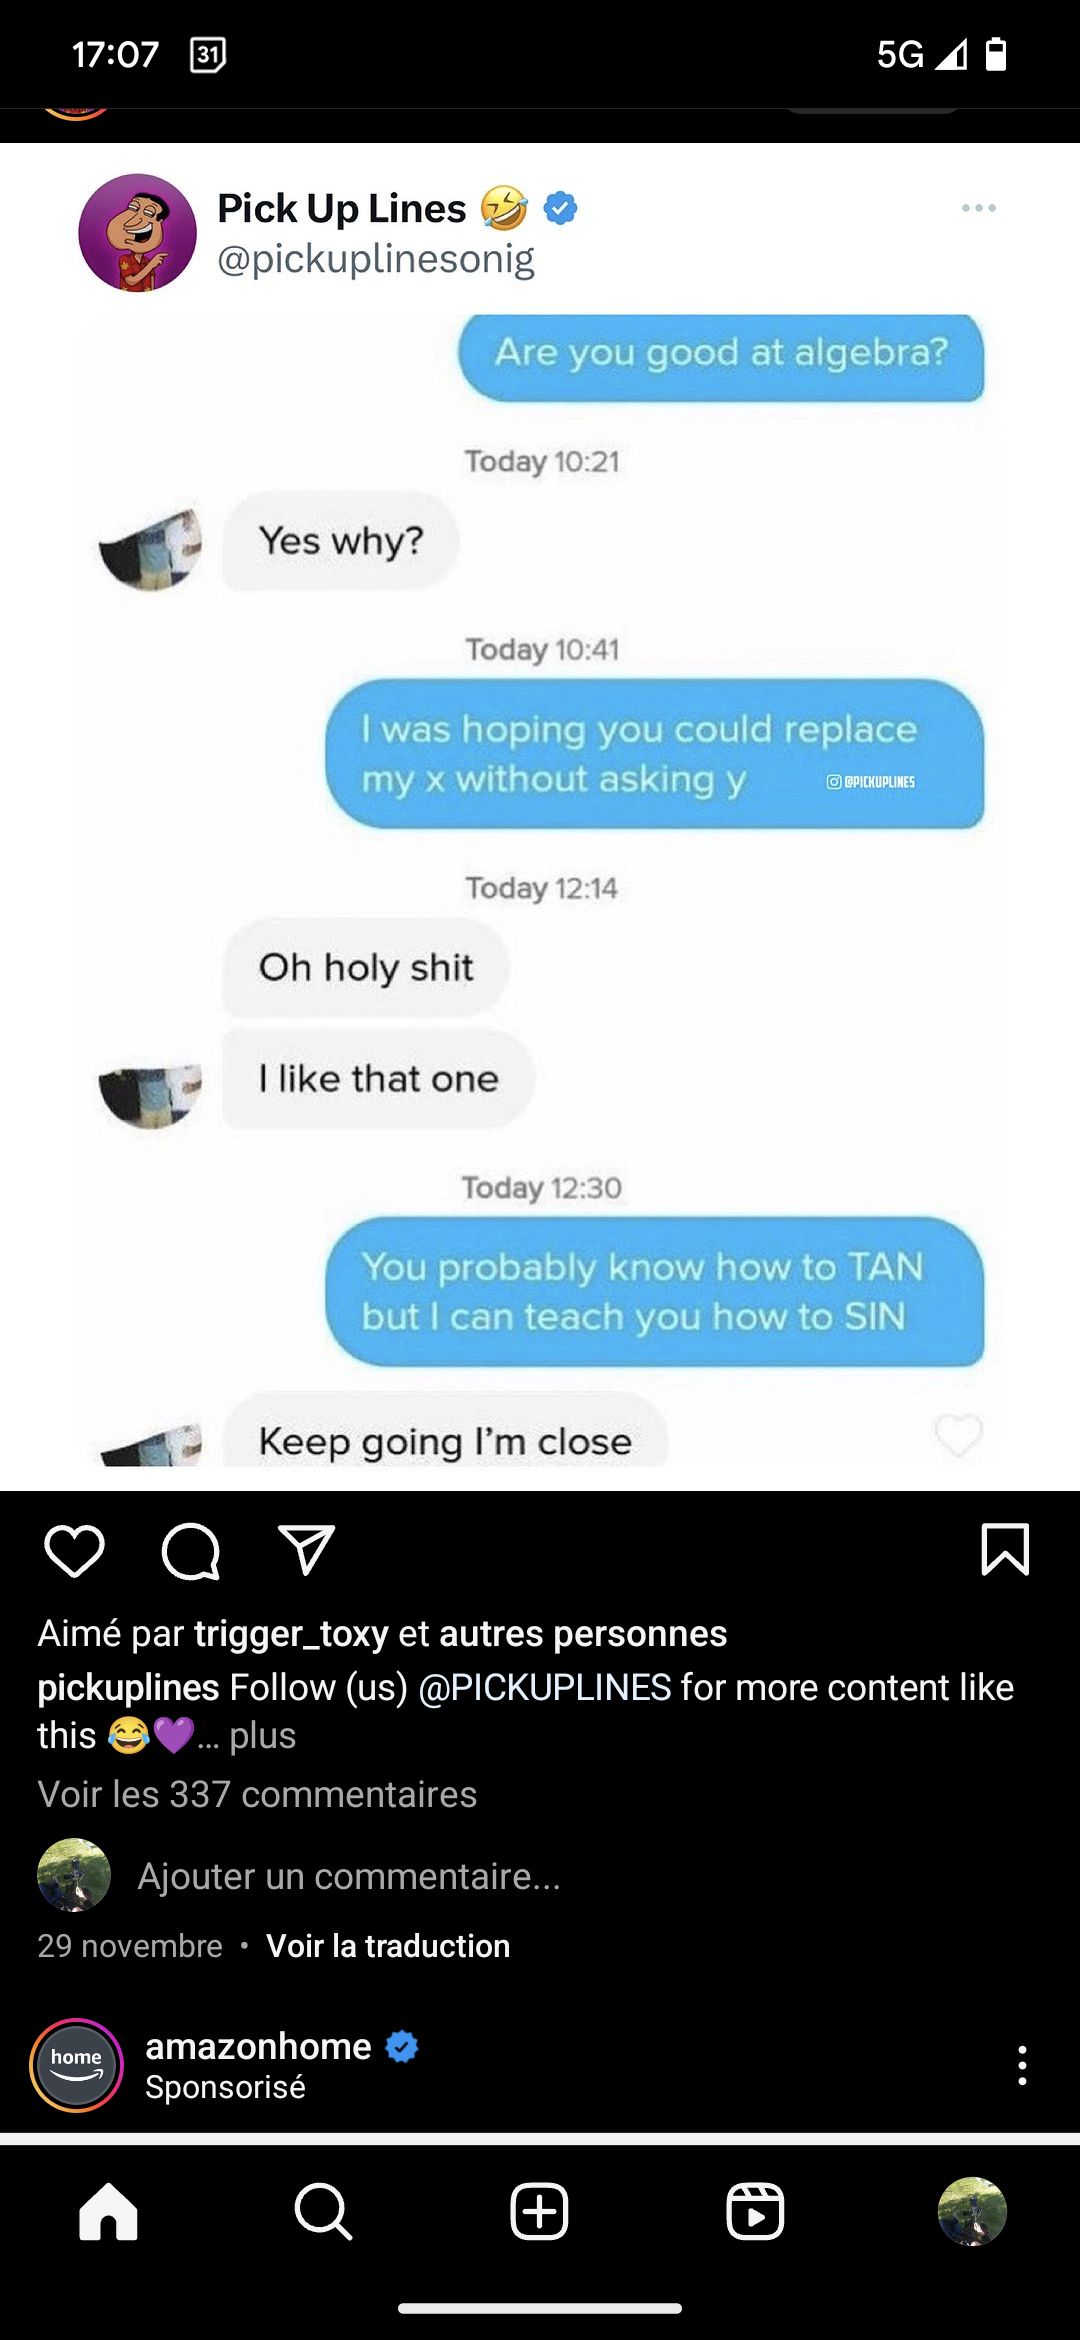 17:07 31 5G
Pick Up Lines 🤣
@pickuplinesonig
Are you good at algebra?
Today 10:21
Yes why?
Today 10:41
I was hoping you could replace
my x without asking y
@PICKUPLINES
Today 12:14
Oh holy shit
I like that one
Today 12:30
You probably know how to TAN
but I can teach you how to SIN
Keep going I'm close
Aimé par trigger_toxy et autres personnes
pickuplines Follow (us) @PICKUPLINES for more content like
this 😂💜... plus
Voir les 337 commentaires
Ajouter un commentaire...
29 novembre • Voir la traduction
home
amazonhome
Sponsorisé